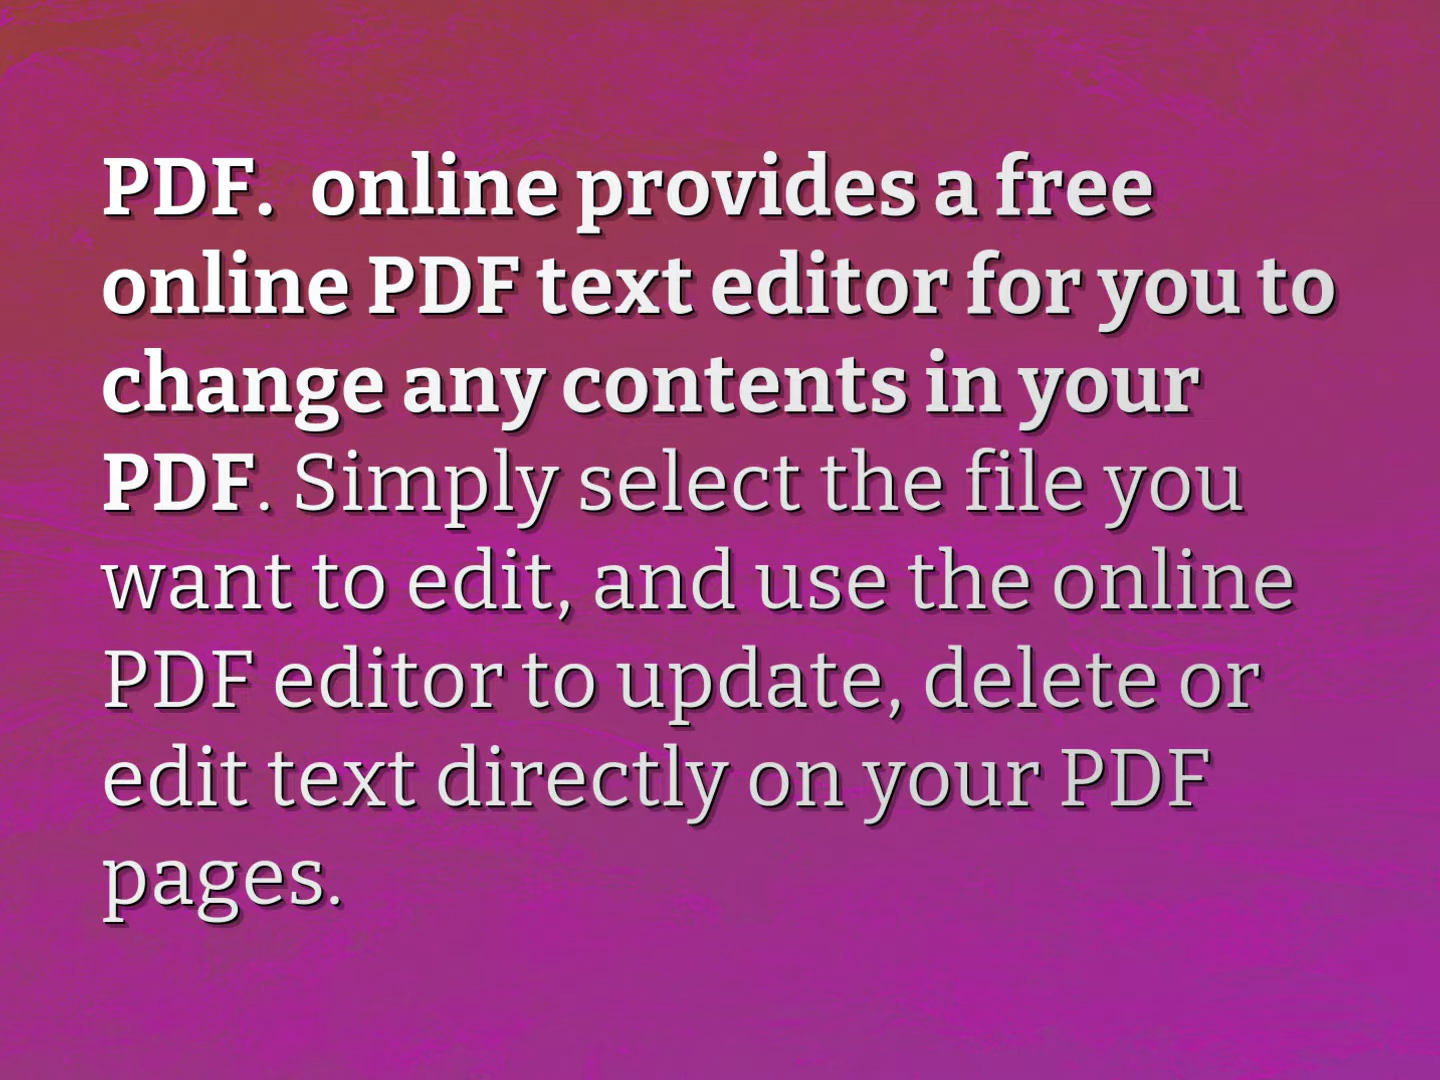 PDF.  online provides a free
online PDF text editor for you to
change any contents in your
PDF. Simply select the file you
want to edit, and use the online
PDF editor to update, delete or
edit text directly on your PDF
pages.